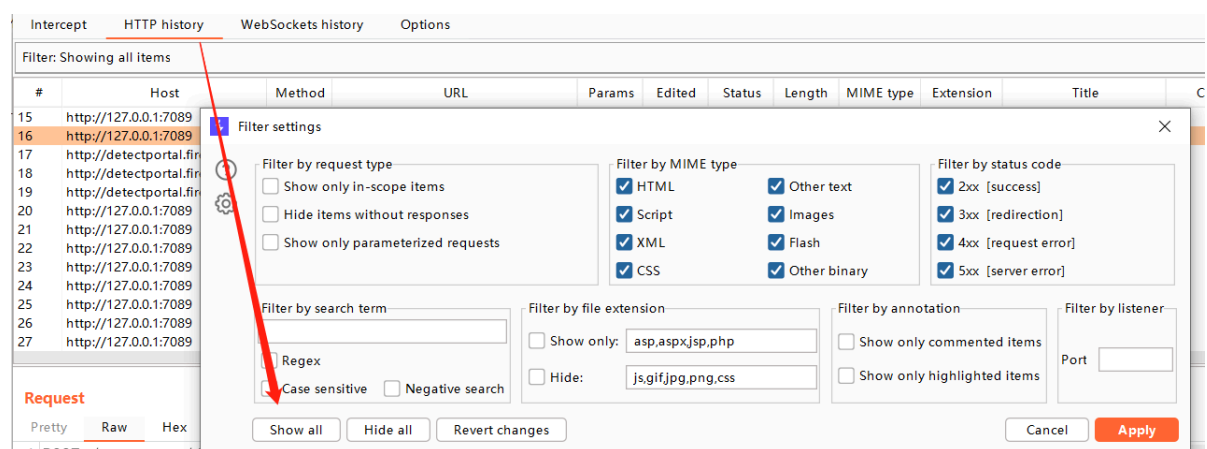 Intercept HTTP history WebSockets history Options
Filter: Showing all items
# Host Method URL Params Edited Status Length MIME type Extension Title C
15 http://127.0.0.1:7089
16 http://127.0.0.1:7089
17 http://detectportal.fire
18 http://detectportal.fire
19 http://detectportal.fire
20 http://127.0.0.1:7089
21 http://127.0.0.1:7089
22 http://127.0.0.1:7089
23 http://127.0.0.1:7089
24 http://127.0.0.1:7089
25 http://127.0.0.1:7089
26 http://127.0.0.1:7089
27 http://127.0.0.1:7089
Filter settings
Filter by request type Filter by MIME type Filter by status code
Show only in-scope items HTML Other text 2xx [success]
Hide items without responses Script Images 3xx [redirection]
Show only parameterized requests XML Flash 4xx [request error]
CSS Other binary 5xx [server error]
Filter by search term Filter by file extension Filter by annotation Filter by listener
Show only: asp,aspx,jsp,php Show only commented items
Regex Port
Hide: js,gif,jpg,png,css Show only highlighted items
Case sensitive Negative search
Show all Hide all Revert changes Cancel Apply
Request
Pretty Raw Hex